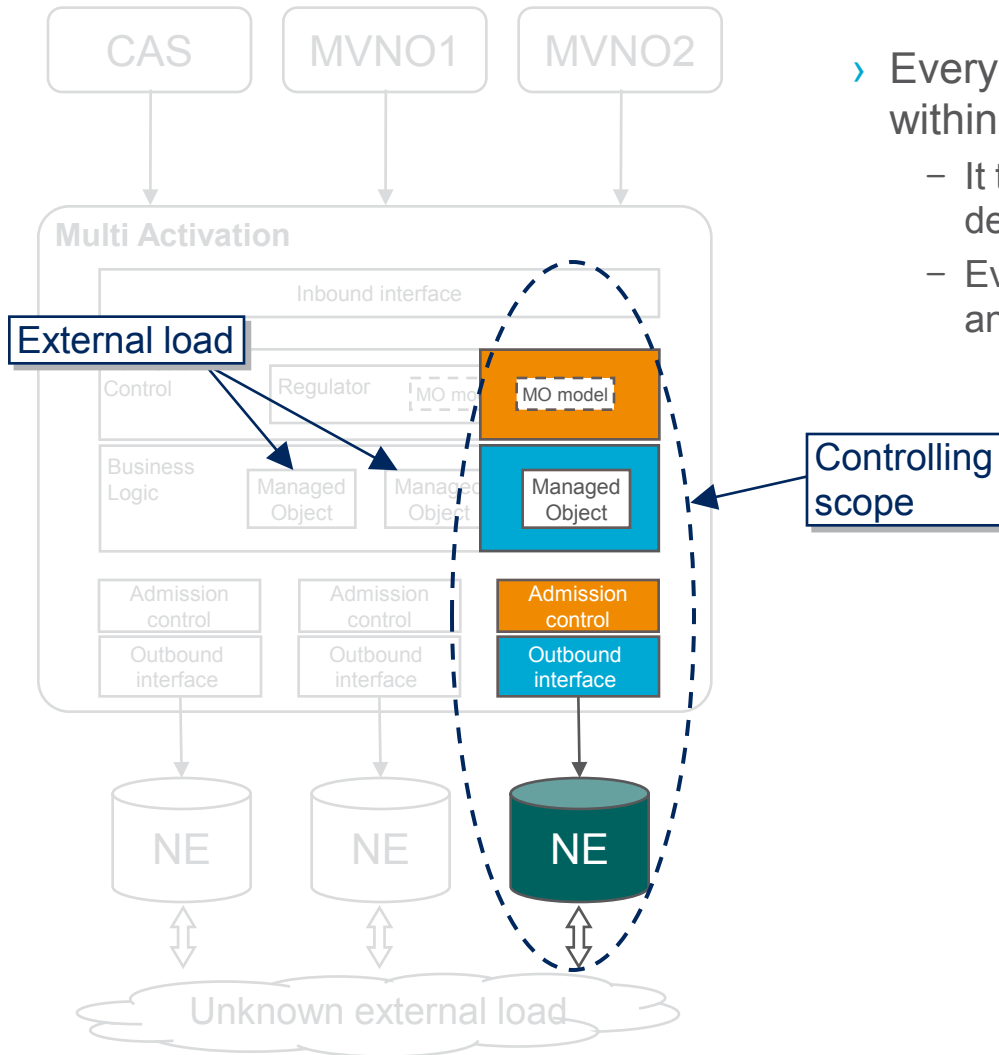 CAS
MVNO1
MVNO2
› Every
within
– It t
de
– Ev
an
Multi Activation
Inbound interface
External load
Control
Regulator
MO mo
MO model
Business
Logic
Managed
Object
Managed
Object
Managed
Object
Controlling
scope
Admission
control
Admission
control
Admission
control
Outbound
interface
Outbound
interface
Outbound
interface
NE
NE
NE
Unknown external load